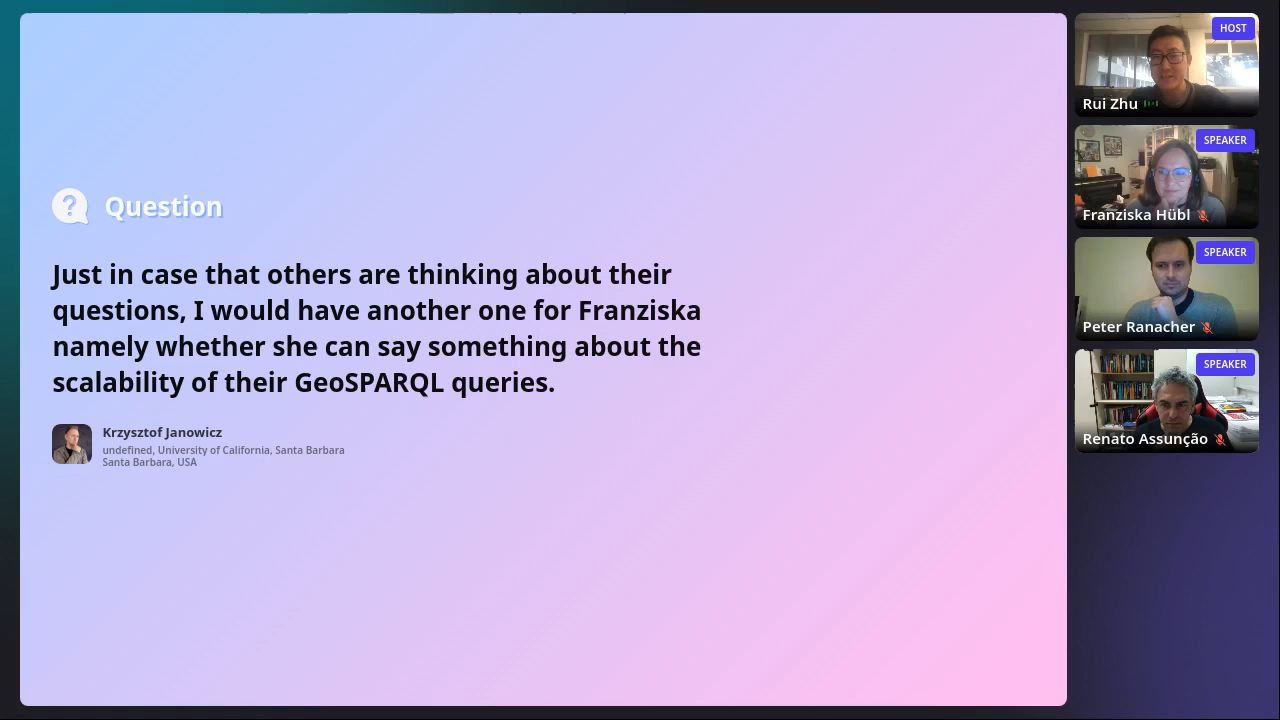 Question
Just in case that others are thinking about their
questions, I would have another one for Franziska
namely whether she can say something about the
scalability of their GeoSPARQL queries.
Krzysztof Janowicz
undefined, University of California, Santa Barbara
Santa Barbara, USA
HOST
Rui Zhu
SPEAKER
Franziska Hübl
SPEAKER
Peter Ranacher
SPEAKER
Renato Assunção